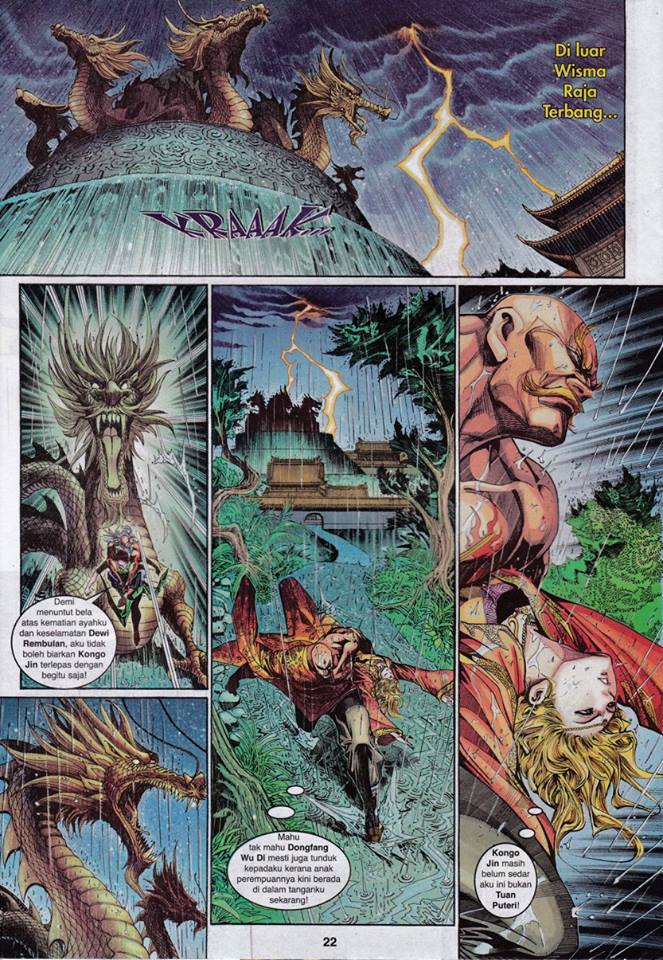 Di luar
Wisma
Raja
Terbang...
KRAAAK...
Demi
menuntut bela
atas kematian ayahku
dan keselamatan Dewi
Rembulan, aku tidak
boleh biarkan Kongo
Jin terlepas dengan
begitu saja!
Mahu
tak mahu Dongfang
Wu Di mesti juga tunduk
kepadaku kerana anak
perempuannya kini berada
di dalam tanganku
sekarang!
Kongo
Jin masih
belum sedar
aku ini bukan
Tuan
Puteri!
22